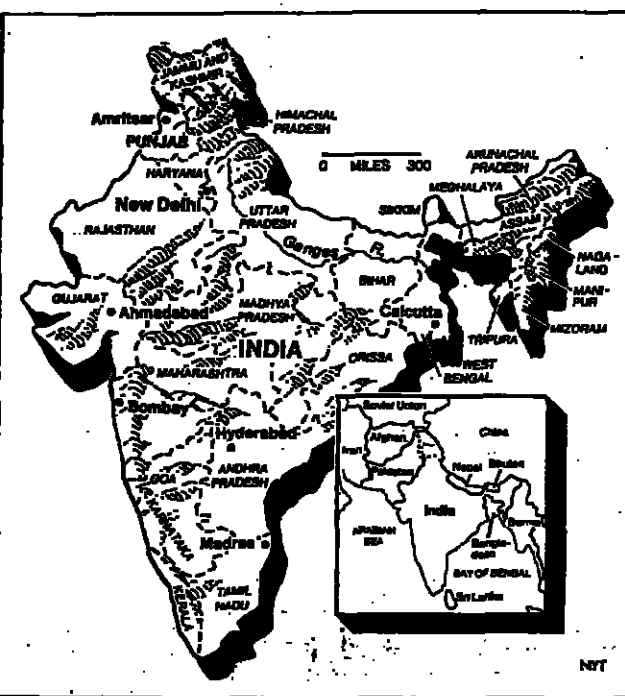 JAMMU AND
KASHMIR
Amritsar
PUNJAB
HIMACHAL
PRADESH
HARYANA
0 MILES 300
ARUNACHAL
PRADESH
MEGHALAYA
New Delhi
RAJASTHAN
UTTAR
PRADESH
SIKKIM
ASSAM
Ganges R.
NAGA-
LAND
BIHAR
GUJARAT
Ahmadabad
MADHYA
PRADESH
Calcutta
MANI-
PUR
MIZORAM
TRIPURA
INDIA
ORISSA
WEST
BENGAL
MAHARASHTRA
Bombay
Hyderabad
GOA
ANDHRA
PRADESH
KARNATAKA
Madras
TAMIL
NADU
KERALA
Soviet Union
Afghan.
Iran
China
Pakistan
Nepal
Bhutan
India
Burma
ARABIAN
SEA
Bangla-
desh
BAY OF BENGAL
Sri Lanka
NYT